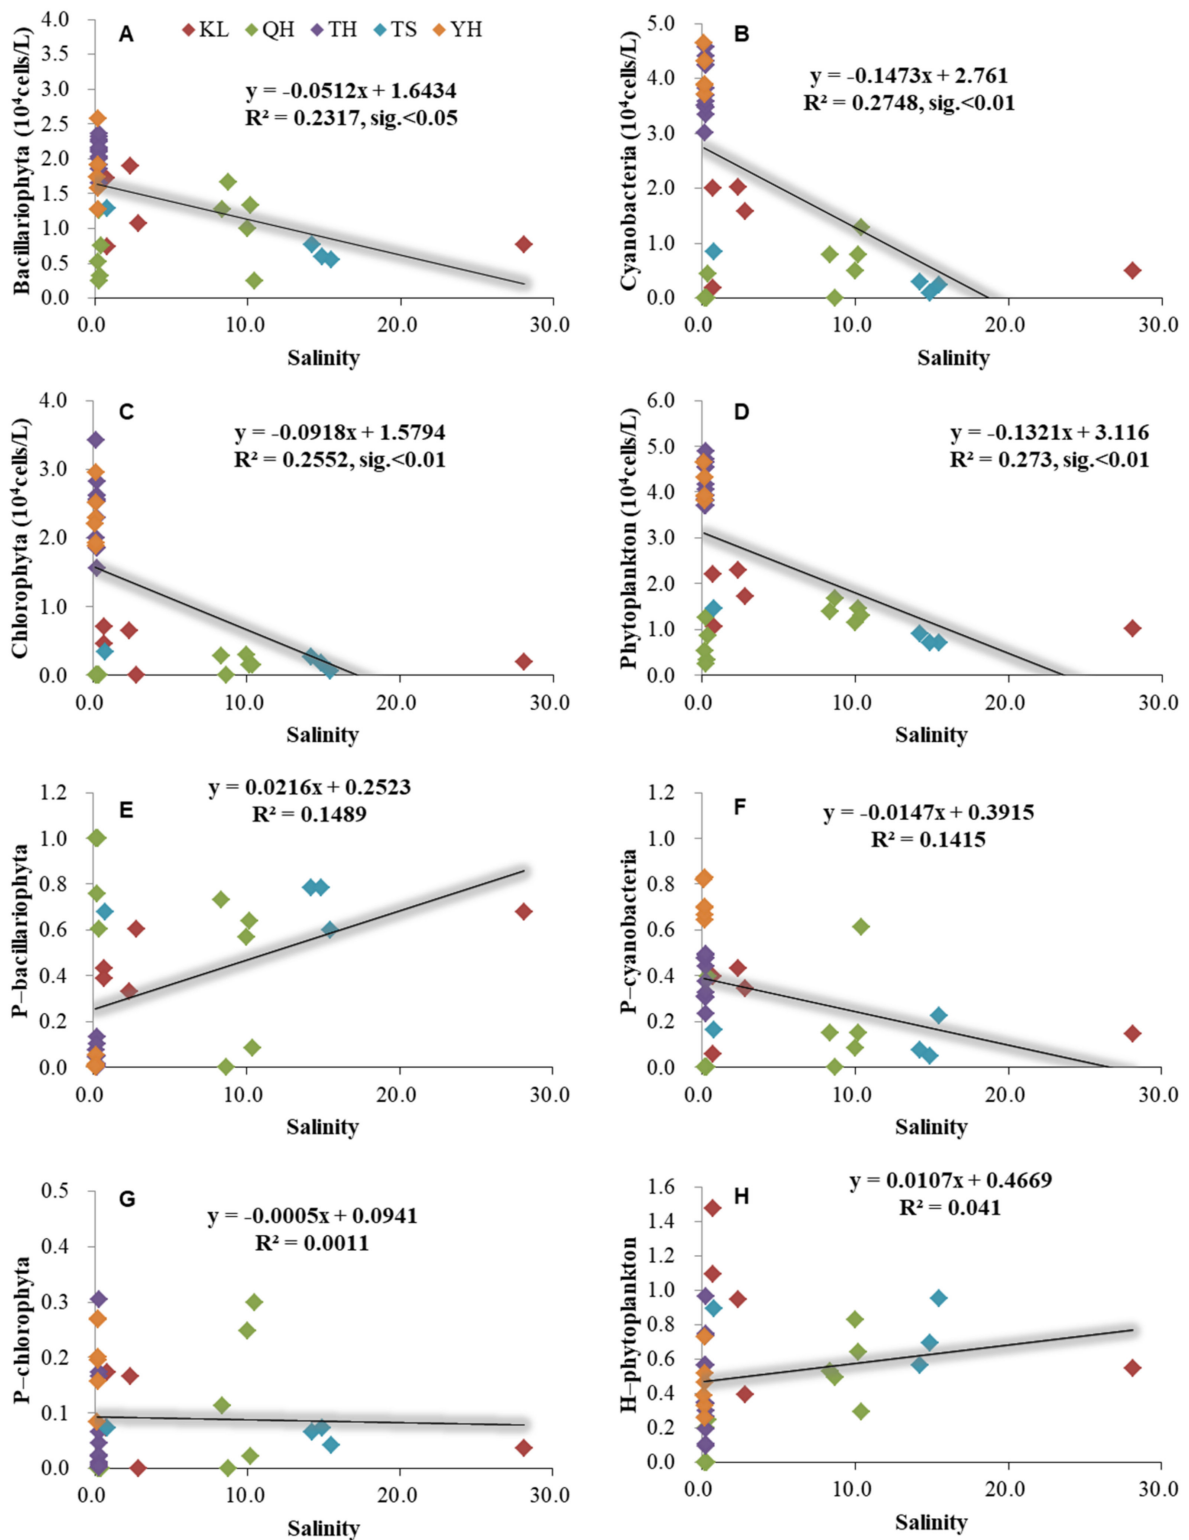 A
KL QH TH TS YH
y = -0.0512x + 1.6434
R² = 0.2317, sig.<0.05
Bacillariophyta (10⁴cells/L)
4.0
3.5
3.0
2.5
2.0
1.5
1.0
0.5
0.0
0.0 10.0 20.0 30.0
Salinity
B
y = -0.1473x + 2.761
R² = 0.2748, sig.<0.01
Cyanobacteria (10⁴cells/L)
5.0
4.0
3.0
2.0
1.0
0.0
0.0 10.0 20.0 30.0
Salinity
C
y = -0.0918x + 1.5794
R² = 0.2552, sig.<0.01
Chlorophyta (10⁴cells/L)
4.0
3.0
2.0
1.0
0.0
0.0 10.0 20.0 30.0
Salinity
D
y = -0.1321x + 3.116
R² = 0.273, sig.<0.01
Phytoplankton (10⁴cells/L)
6.0
5.0
4.0
3.0
2.0
1.0
0.0
0.0 10.0 20.0 30.0
Salinity
E
y = 0.0216x + 0.2523
R² = 0.1489
P–bacillariophyta
1.2
1.0
0.8
0.6
0.4
0.2
0.0
0.0 10.0 20.0 30.0
Salinity
F
y = -0.0147x + 0.3915
R² = 0.1415
P–cyanobacteria
1.2
1.0
0.8
0.6
0.4
0.2
0.0
0.0 10.0 20.0 30.0
Salinity
G
y = -0.0005x + 0.0941
R² = 0.0011
P–chlorophyta
0.5
0.4
0.3
0.2
0.1
0.0
0.0 10.0 20.0 30.0
Salinity
H
y = 0.0107x + 0.4669
R² = 0.041
H–phytoplankton
1.6
1.4
1.2
1.0
0.8
0.6
0.4
0.2
0.0
0.0 10.0 20.0 30.0
Salinity